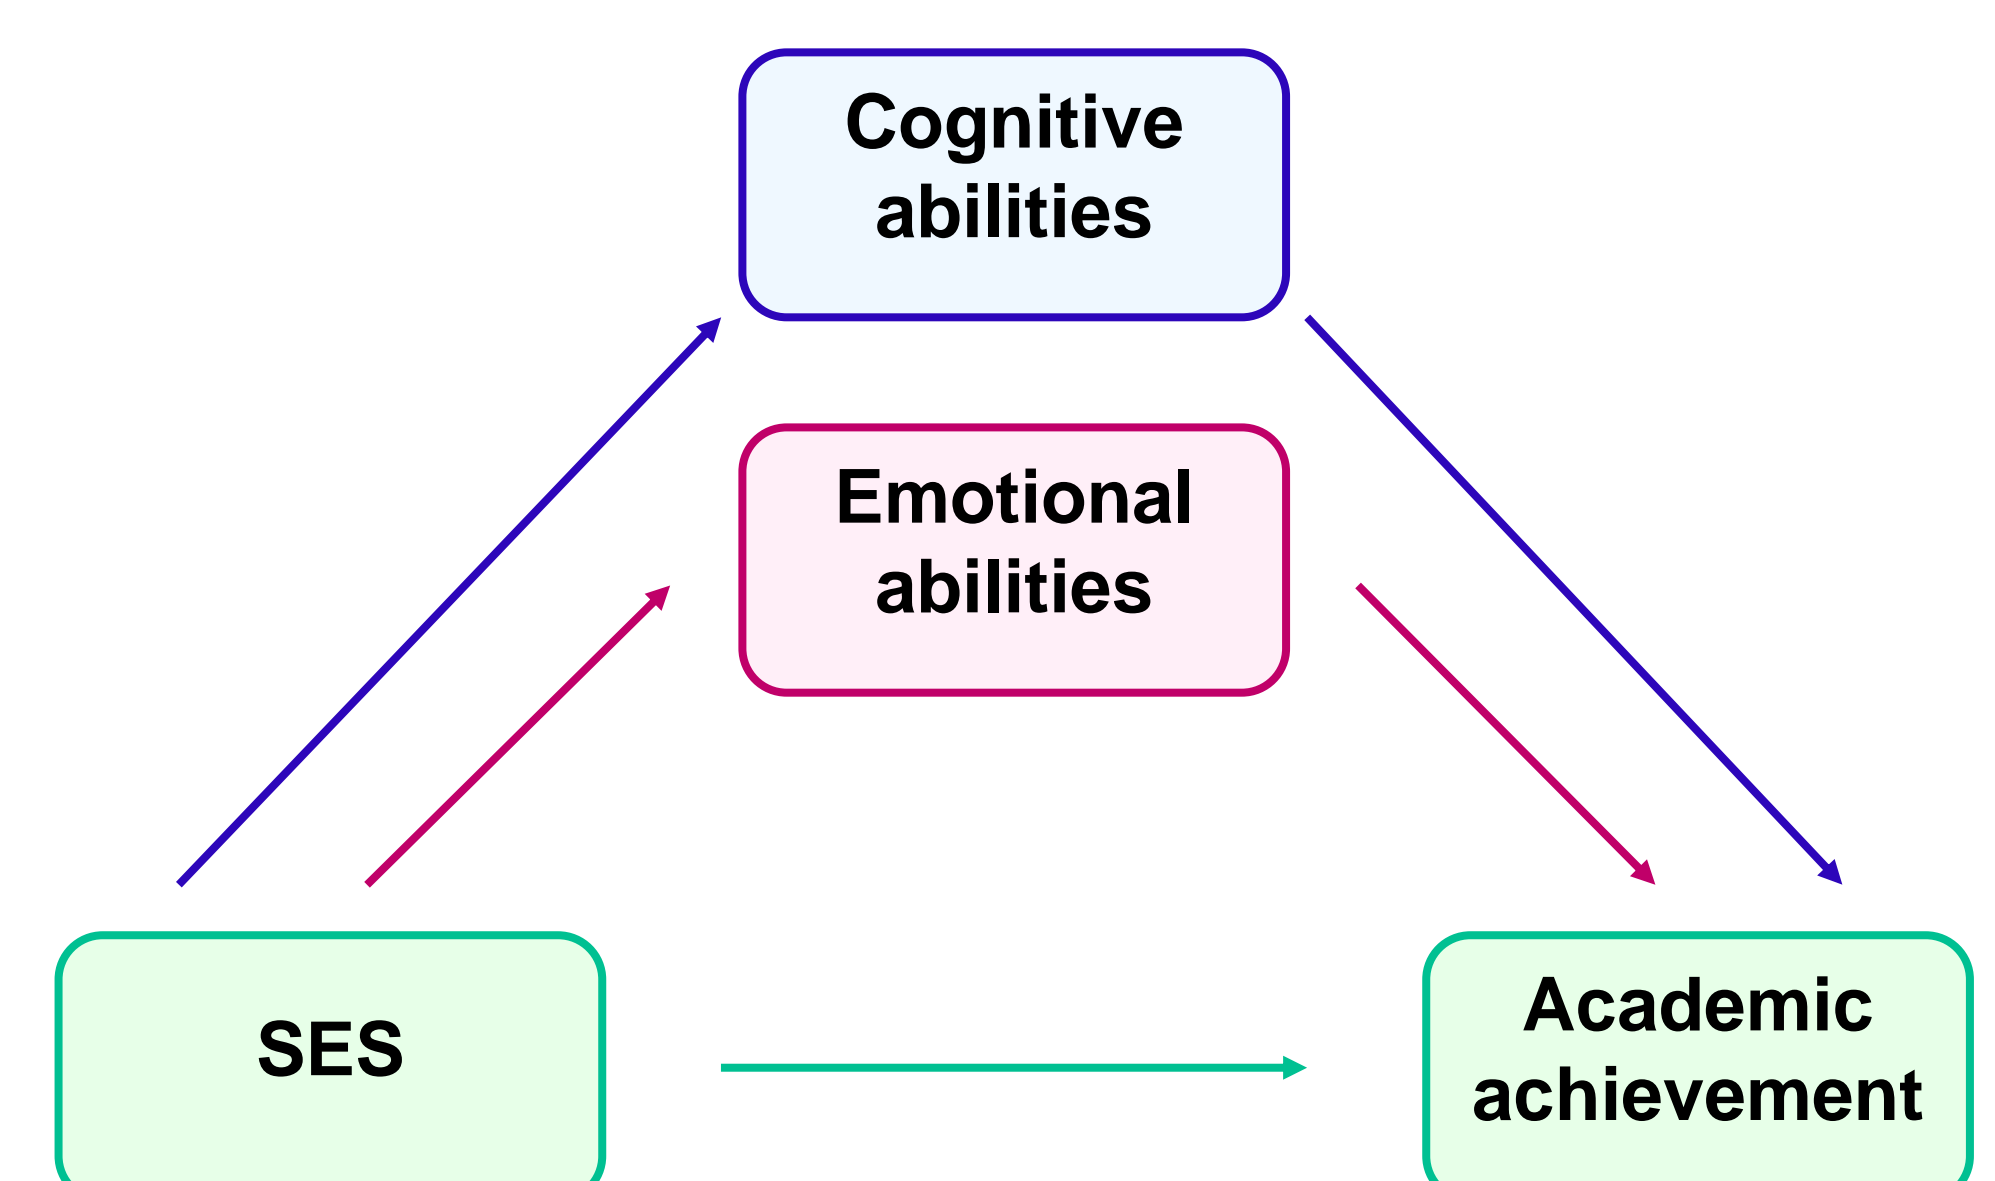 Cognitive
abilities
Emotional
abilities
SES
Academic
achievement